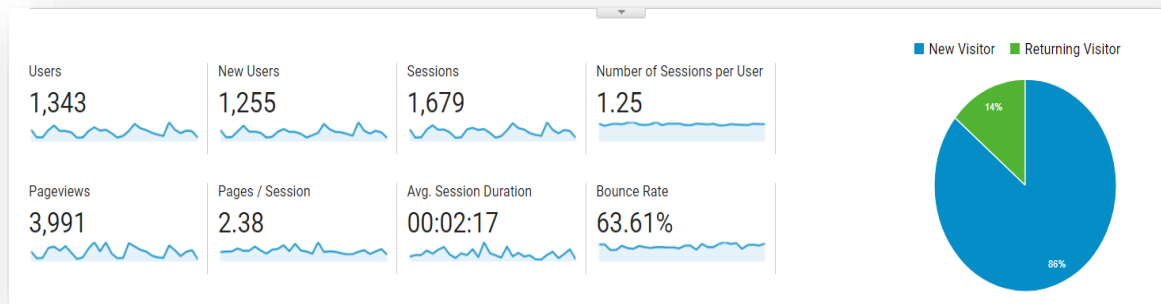 New Visitor
Returning Visitor
Users
1,343
New Users
1,255
Sessions
1,679
Number of Sessions per User
1.25
14%
Pageviews
3,991
Pages / Session
2.38
Avg. Session Duration
00:02:17
Bounce Rate
63.61%
86%